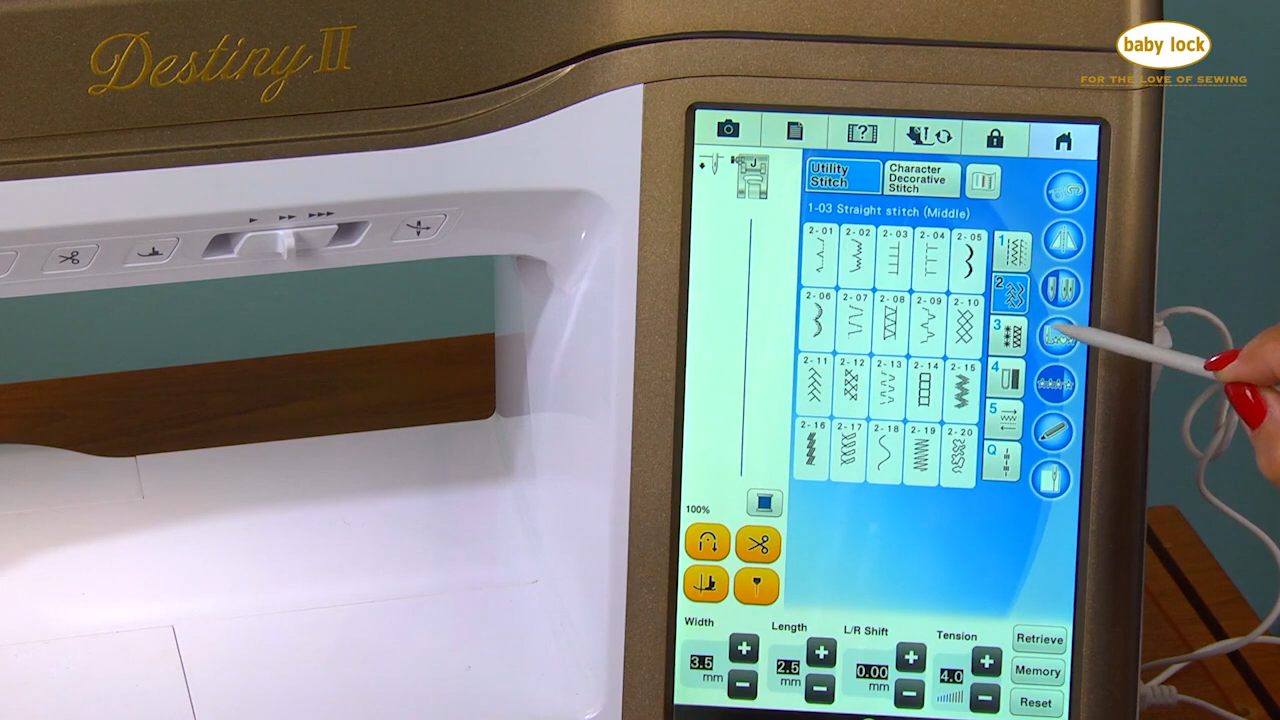 Destiny II
baby lock
FOR THE LOVE OF SEWING
J
Utility
Stitch
Character
Decorative
Stitch
1-03 Straight stitch (Middle)
2-01 2-02 2-03 2-04 2-05
2-06 2-07 2-08 2-09 2-10
2-11 2-12 2-13 2-14 2-15
2-16 2-17 2-18 2-19 2-20
1
2
3
4
5
Q
100%
Width
3.5
mm
Length
2.5
mm
L/R Shift
0.00
mm
Tension
4.0
Retrieve
Memory
Reset